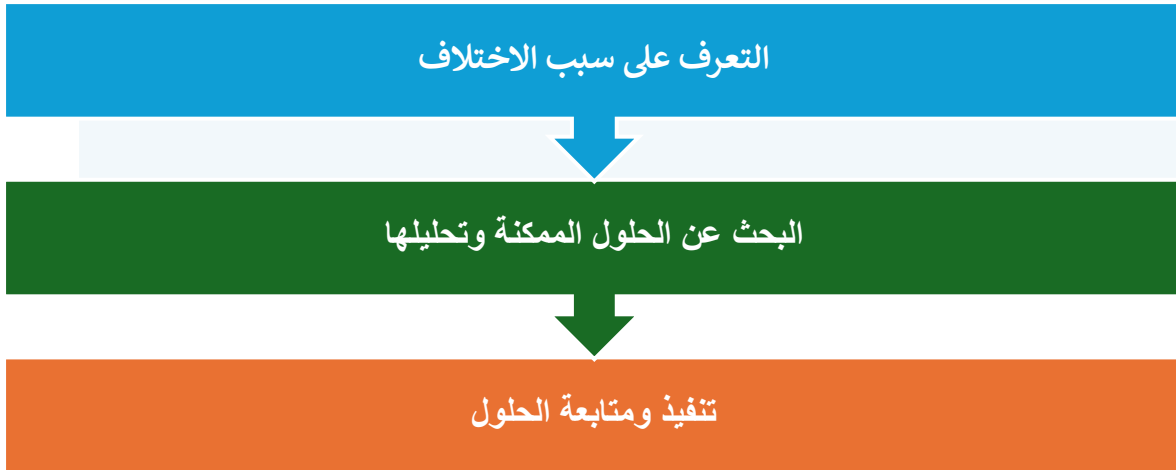 التعرف على سبب الاختلاف
البحث عن الحلول الممكنة وتحليلها
تنفيذ ومتابعة الحلول